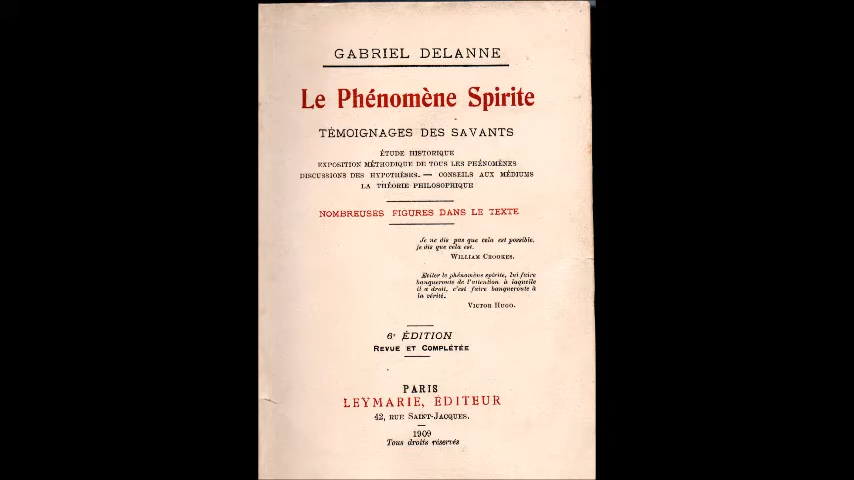 GABRIEL DELANNE
Le Phénomène Spirite
TÉMOIGNAGES DES SAVANTS
ÉTUDE HISTORIQUE
EXPOSITION MÉTHODIQUE DE TOUS LES PHÉNOMÈNES
DISCUSSIONS DES HYPOTHÈSES. — CONSEILS AUX MÉDIUMS
LA THÉORIE PHILOSOPHIQUE
NOMBREUSES FIGURES DANS LE TEXTE
Je ne dis pas que cela est possible,
je dis que cela est.
WILLIAM CROOKES.
Eviter le phénomène spirite, lui faire
banqueroute de l'attention à laquelle
il a droit, c'est faire banqueroute à
la vérité.
VICTOR HUGO.
6e ÉDITION
REVUE ET COMPLÉTÉE
PARIS
LEYMARIE, ÉDITEUR
42, RUE SAINT-JACQUES.
1909
Tous droits réservés